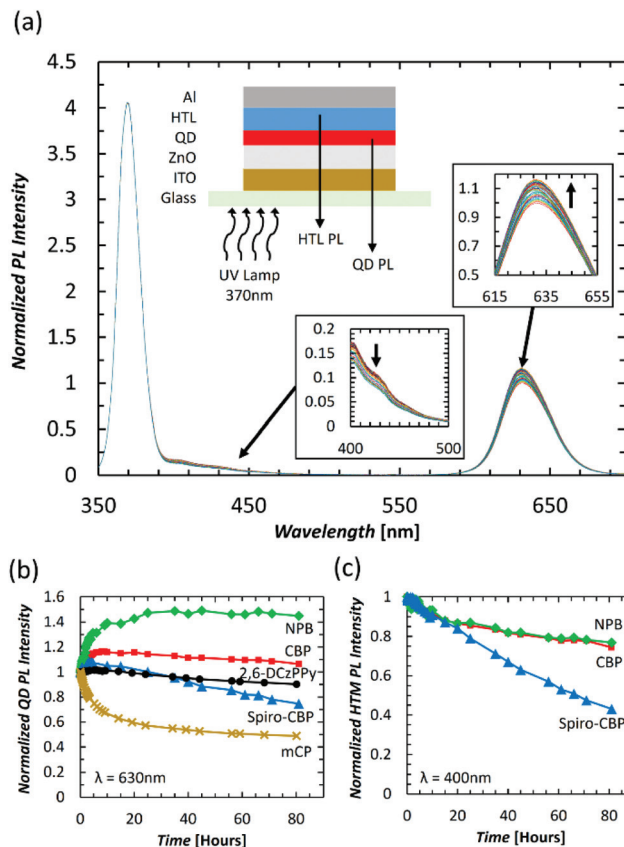 (a)
4.5
4
3.5
3
2.5
2
1.5
1
0.5
0
350
450
550
650
Normalized PL Intensity
Wavelength [nm]
Al
HTL
QD
ZnO
ITO
Glass
UV Lamp
370nm
HTL PL
QD PL
1.1
0.9
0.7
0.5
615
635
655
0.2
0.15
0.1
0.05
0
400
500
(b)
1.6
1.4
1.2
1
0.8
0.6
0.4
0.2
0
0 20 40 60 80
Normalized QD PL Intensity
Time [Hours]
NPB
CBP
2,6-DCzPPy
Spiro-CBP
mCP
λ = 630nm
(c)
1
0.8
0.6
0.4
0.2
0
0 20 40 60 80
Normalized HTM PL Intensity
Time [Hours]
NPB
CBP
Spiro-CBP
λ = 400nm